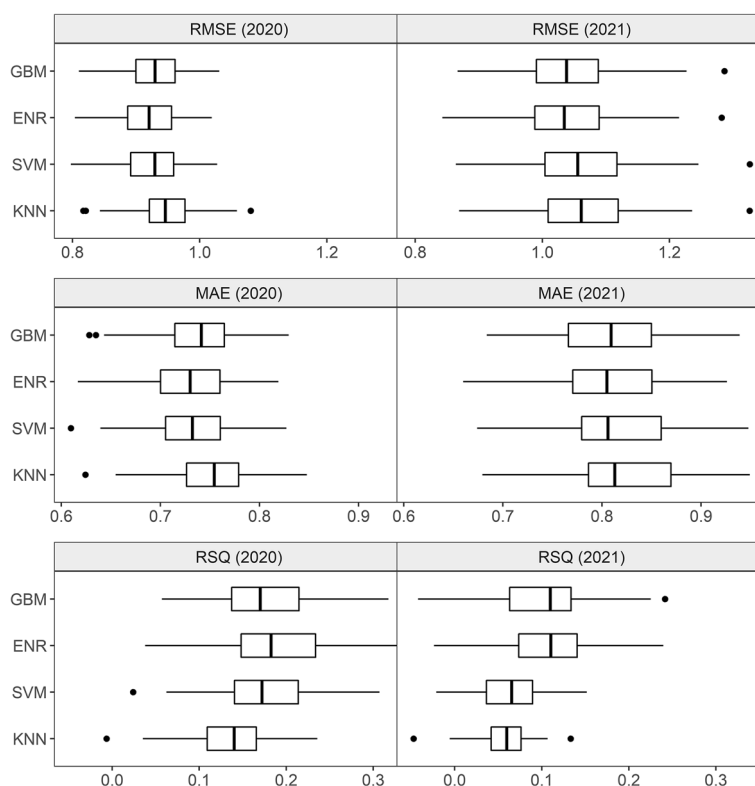 RMSE (2020) RMSE (2021)
GBM
ENR
SVM
KNN
0.8 1.0 1.2 0.8 1.0 1.2
MAE (2020) MAE (2021)
GBM
ENR
SVM
KNN
0.6 0.7 0.8 0.9 0.6 0.7 0.8 0.9
RSQ (2020) RSQ (2021)
GBM
ENR
SVM
KNN
0.0 0.1 0.2 0.3 0.0 0.1 0.2 0.3